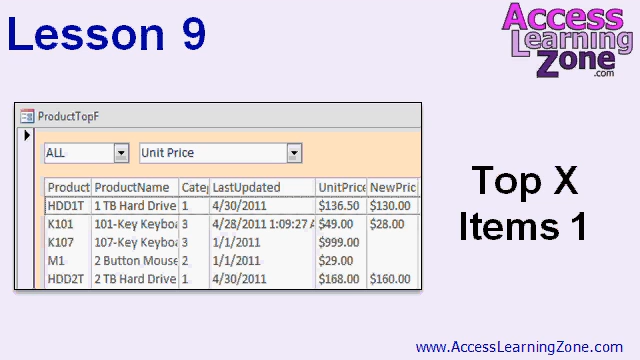 Lesson 9
Access
Learning
Zone
.com
ProductTopF
ALL Unit Price
Product ProductName Categ LastUpdated UnitPrice NewPric
HDD1T 1 TB Hard Drive 1 4/30/2011 $136.50 $130.00
K101 101-Key Keyboa 3 4/28/2011 1:09:27 A $49.00 $28.00
K107 107-Key Keyboa 3 1/1/2011 $999.00
M1 2 Button Mouse 2 1/1/2011 $29.00
HDD2T 2 TB Hard Drive 1 4/30/2011 $168.00 $160.00
Top X
Items 1
www.AccessLearningZone.com